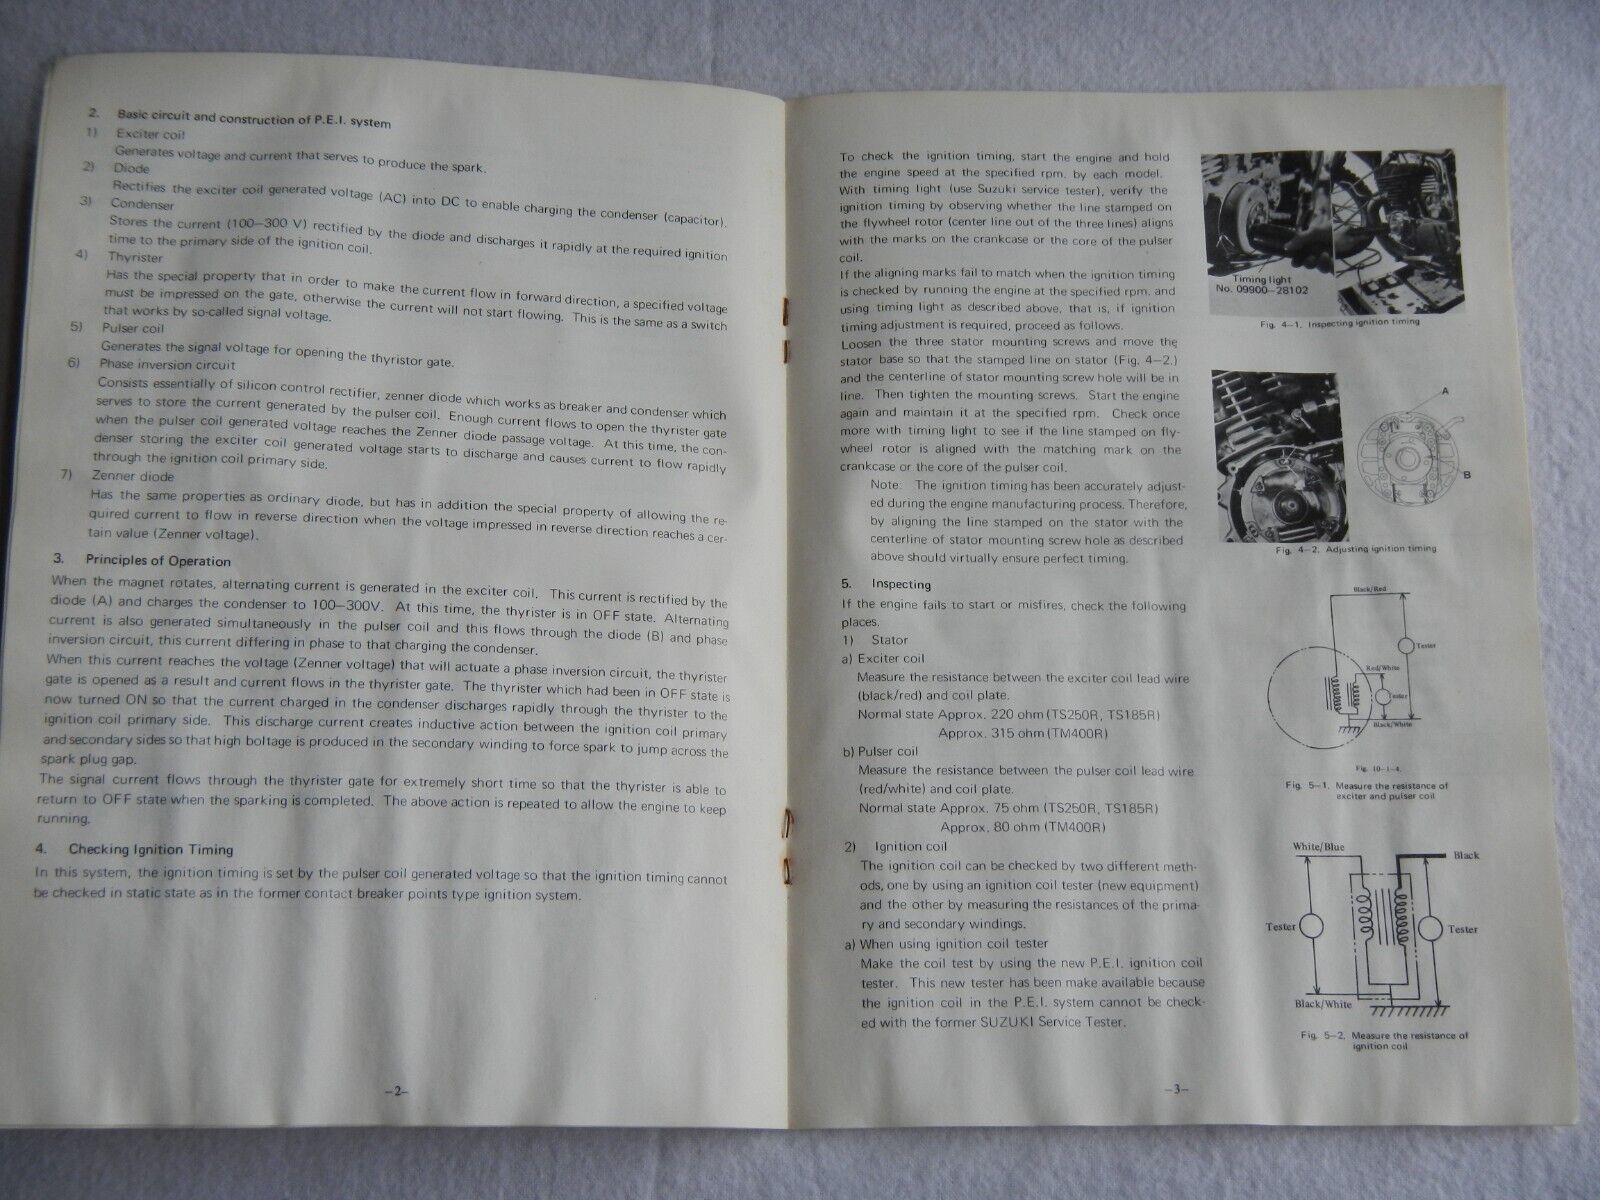 2. Basic circuit and construction of P.E.I. system
1) Exciter coil
Generates voltage and current that serves to produce the spark.
2) Diode
Rectifies the exciter coil generated voltage (AC) into DC to enable charging the condenser (capacitor).
3) Condenser
Stores the current (100—300 V) rectified by the diode and discharges it rapidly at the required ignition
time to the primary side of the ignition coil.
4) Thyrister
Has the special property that in order to make the current flow in forward direction, a specified voltage
must be impressed on the gate, otherwise the current will not start flowing. This is the same as a switch
that works by so-called signal voltage.
5) Pulser coil
Generates the signal voltage for opening the thyristor gate.
6) Phase inversion circuit
Consists essentially of silicon control rectifier, zenner diode which works as breaker and condenser which
serves to store the current generated by the pulser coil. Enough current flows to open the thyrister gate
when the pulser coil generated voltage reaches the Zenner diode passage voltage. At this time, the con-
denser storing the exciter coil generated voltage starts to discharge and causes current to flow rapidly
through the ignition coil primary side.
7) Zenner diode
Has the same properties as ordinary diode, but has in addition the special property of allowing the re-
quired current to flow in reverse direction when the voltage impressed in reverse direction reaches a cer-
tain value (Zenner voltage).
3. Principles of Operation
When the magnet rotates, alternating current is generated in the exciter coil. This current is rectified by the
diode (A) and charges the condenser to 100—300V. At this time, the thyrister is in OFF state. Alternating
current is also generated simultaneously in the pulser coil and this flows through the diode (B) and phase
inversion circuit, this current differing in phase to that charging the condenser.
When this current reaches the voltage (Zenner voltage) that will actuate a phase inversion circuit, the thyrister
gate is opened as a result and current flows in the thyrister gate. The thyrister which had been in OFF state is
now turned ON so that the current charged in the condenser discharges rapidly through the thyrister to the
ignition coil primary side. This discharge current creates inductive action between the ignition coil primary
and secondary sides so that high boltage is produced in the secondary winding to force spark to jump across the
spark plug gap.
The signal current flows through the thyrister gate for extremely short time so that the thyrister is able to
return to OFF state when the sparking is completed. The above action is repeated to allow the engine to keep
running.
4. Checking Ignition Timing
In this system, the ignition timing is set by the pulser coil generated voltage so that the ignition timing cannot
be checked in static state as in the former contact breaker points type ignition system.
—2—
To check the ignition timing, start the engine and hold
the engine speed at the specified rpm. by each model.
With timing light (use Suzuki service tester), verify the
ignition timing by observing whether the line stamped on
the flywheel rotor (center line out of the three lines) aligns
with the marks on the crankcase or the core of the pulser
coil.
If the aligning marks fail to match when the ignition timing
is checked by running the engine at the specified rpm. and
using timing light as described above, that is, if ignition
timing adjustment is required, proceed as follows.
Loosen the three stator mounting screws and move the
stator base so that the stamped line on stator (Fig. 4—2.)
and the centerline of stator mounting screw hole will be in
line. Then tighten the mounting screws. Start the engine
again and maintain it at the specified rpm. Check once
more with timing light to see if the line stamped on fly-
wheel rotor is aligned with the matching mark on the
crankcase or the core of the pulser coil.
Note: The ignition timing has been accurately adjust-
ed during the engine manufacturing process. Therefore,
by aligning the line stamped on the stator with the
centerline of stator mounting screw hole as described
above should virtually ensure perfect timing.
5. Inspecting
If the engine fails to start or misfires, check the following
places.
1) Stator
a) Exciter coil
Measure the resistance between the exciter coil lead wire
(black/red) and coil plate.
Normal state Approx. 220 ohm (TS250R, TS185R)
Approx. 315 ohm (TM400R)
b) Pulser coil
Measure the resistance between the pulser coil lead wire
(red/white) and coil plate.
Normal state Approx. 75 ohm (TS250R, TS185R)
Approx. 80 ohm (TM400R)
2) Ignition coil
The ignition coil can be checked by two different meth-
ods, one by using an ignition coil tester (new equipment)
and the other by measuring the resistances of the prima-
ry and secondary windings.
a) When using ignition coil tester
Make the coil test by using the new P.E.I. ignition coil
tester. This new tester has been make available because
the ignition coil in the P.E.I. system cannot be check-
ed with the former SUZUKI Service Tester.
Timing light
No. 09900—28102
Fig. 4—1. Inspecting ignition timing
A
B
Fig. 4—2. Adjusting ignition timing
Black/Red
Tester
Red/White
Tester
Black/White
Fig. 10—1—4.
Fig. 5—1. Measure the resistance of
exciter and pulser coil
White/Blue
Black
Tester
Tester
Black/White
Fig. 5—2. Measure the resistance of
ignition coil
—3—